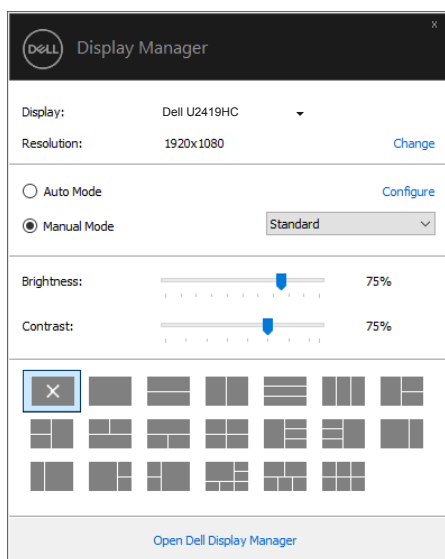 x
DELL Display Manager
Display: Dell U2419HC
Resolution: 1920x1080 Change
Auto Mode Configure
Manual Mode Standard
Brightness: 75%
Contrast: 75%
Open Dell Display Manager